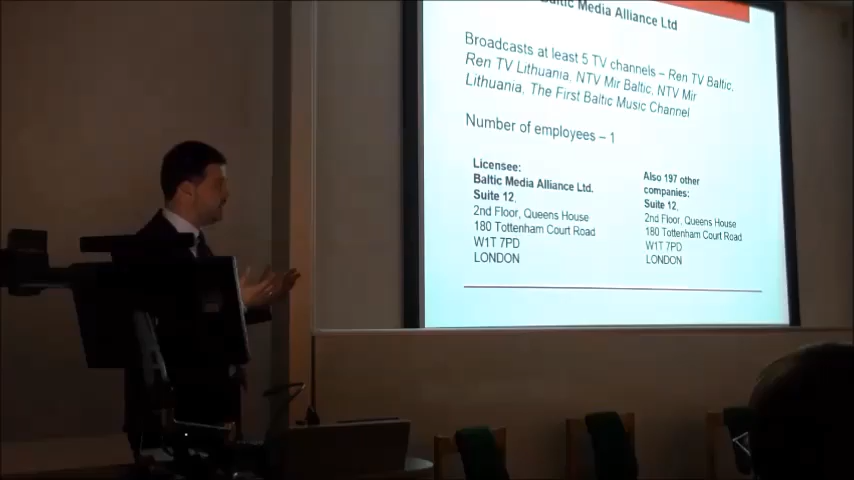 Baltic Media Alliance Ltd
Broadcasts at least 5 TV channels – Ren TV Baltic,
Ren TV Lithuania, NTV Mir Baltic, NTV Mir
Lithuania, The First Baltic Music Channel
Number of employees – 1
Licensee:
Baltic Media Alliance Ltd.
Suite 12,
2nd Floor, Queens House
180 Tottenham Court Road
W1T 7PD
LONDON
Also 197 other
companies:
Suite 12,
2nd Floor, Queens House
180 Tottenham Court Road
W1T 7PD
LONDON